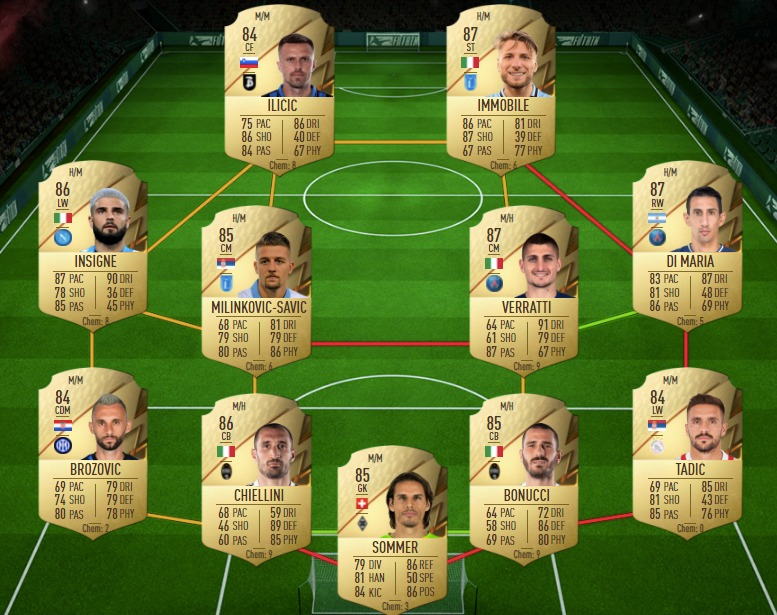 M/M
84
CF
ILICIC
75 PAC 86 DRI
86 SHO 40 DEF
84 PAS 67 PHY
Chem: 8
H/M
87
ST
IMMOBILE
86 PAC 81 DRI
87 SHO 39 DEF
67 PAS 77 PHY
Chem: 6
H/M
86
LW
INSIGNE
87 PAC 90 DRI
78 SHO 36 DEF
85 PAS 45 PHY
Chem: 8
H/M
85
CM
MILINKOVIC-SAVIC
68 PAC 81 DRI
79 SHO 79 DEF
80 PAS 86 PHY
Chem: 6
M/H
87
CM
VERRATTI
64 PAC 91 DRI
61 SHO 79 DEF
87 PAS 67 PHY
Chem: 9
H/M
87
RW
DI MARIA
83 PAC 87 DRI
81 SHO 48 DEF
86 PAS 69 PHY
Chem: 5
M/M
84
CDM
BROZOVIC
69 PAC 79 DRI
74 SHO 79 DEF
80 PAS 78 PHY
Chem: 2
M/H
86
CB
CHIELLINI
68 PAC 59 DRI
46 SHO 89 DEF
60 PAS 85 PHY
Chem: 9
M/M
85
GK
SOMMER
79 DIV 86 REF
81 HAN 50 SPE
84 KIC 86 POS
Chem: 3
M/H
85
CB
BONUCCI
64 PAC 72 DRI
58 SHO 86 DEF
69 PAS 80 PHY
Chem: 9
M/M
84
LW
TADIC
69 PAC 85 DRI
81 SHO 43 DEF
85 PAS 76 PHY
Chem: 0